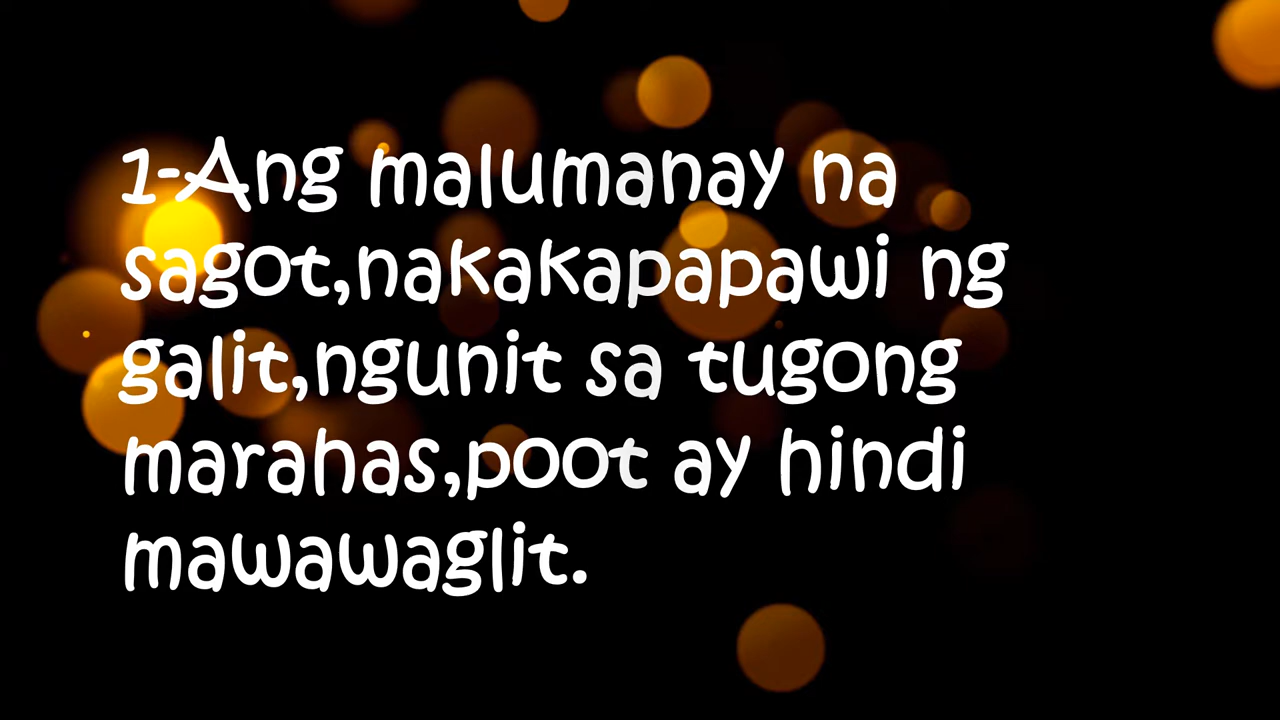 1-Ang malumanay na
sagot,nakakapapawi ng
galit,ngunit sa tugong
marahas,poot ay hindi
mawawaglit.